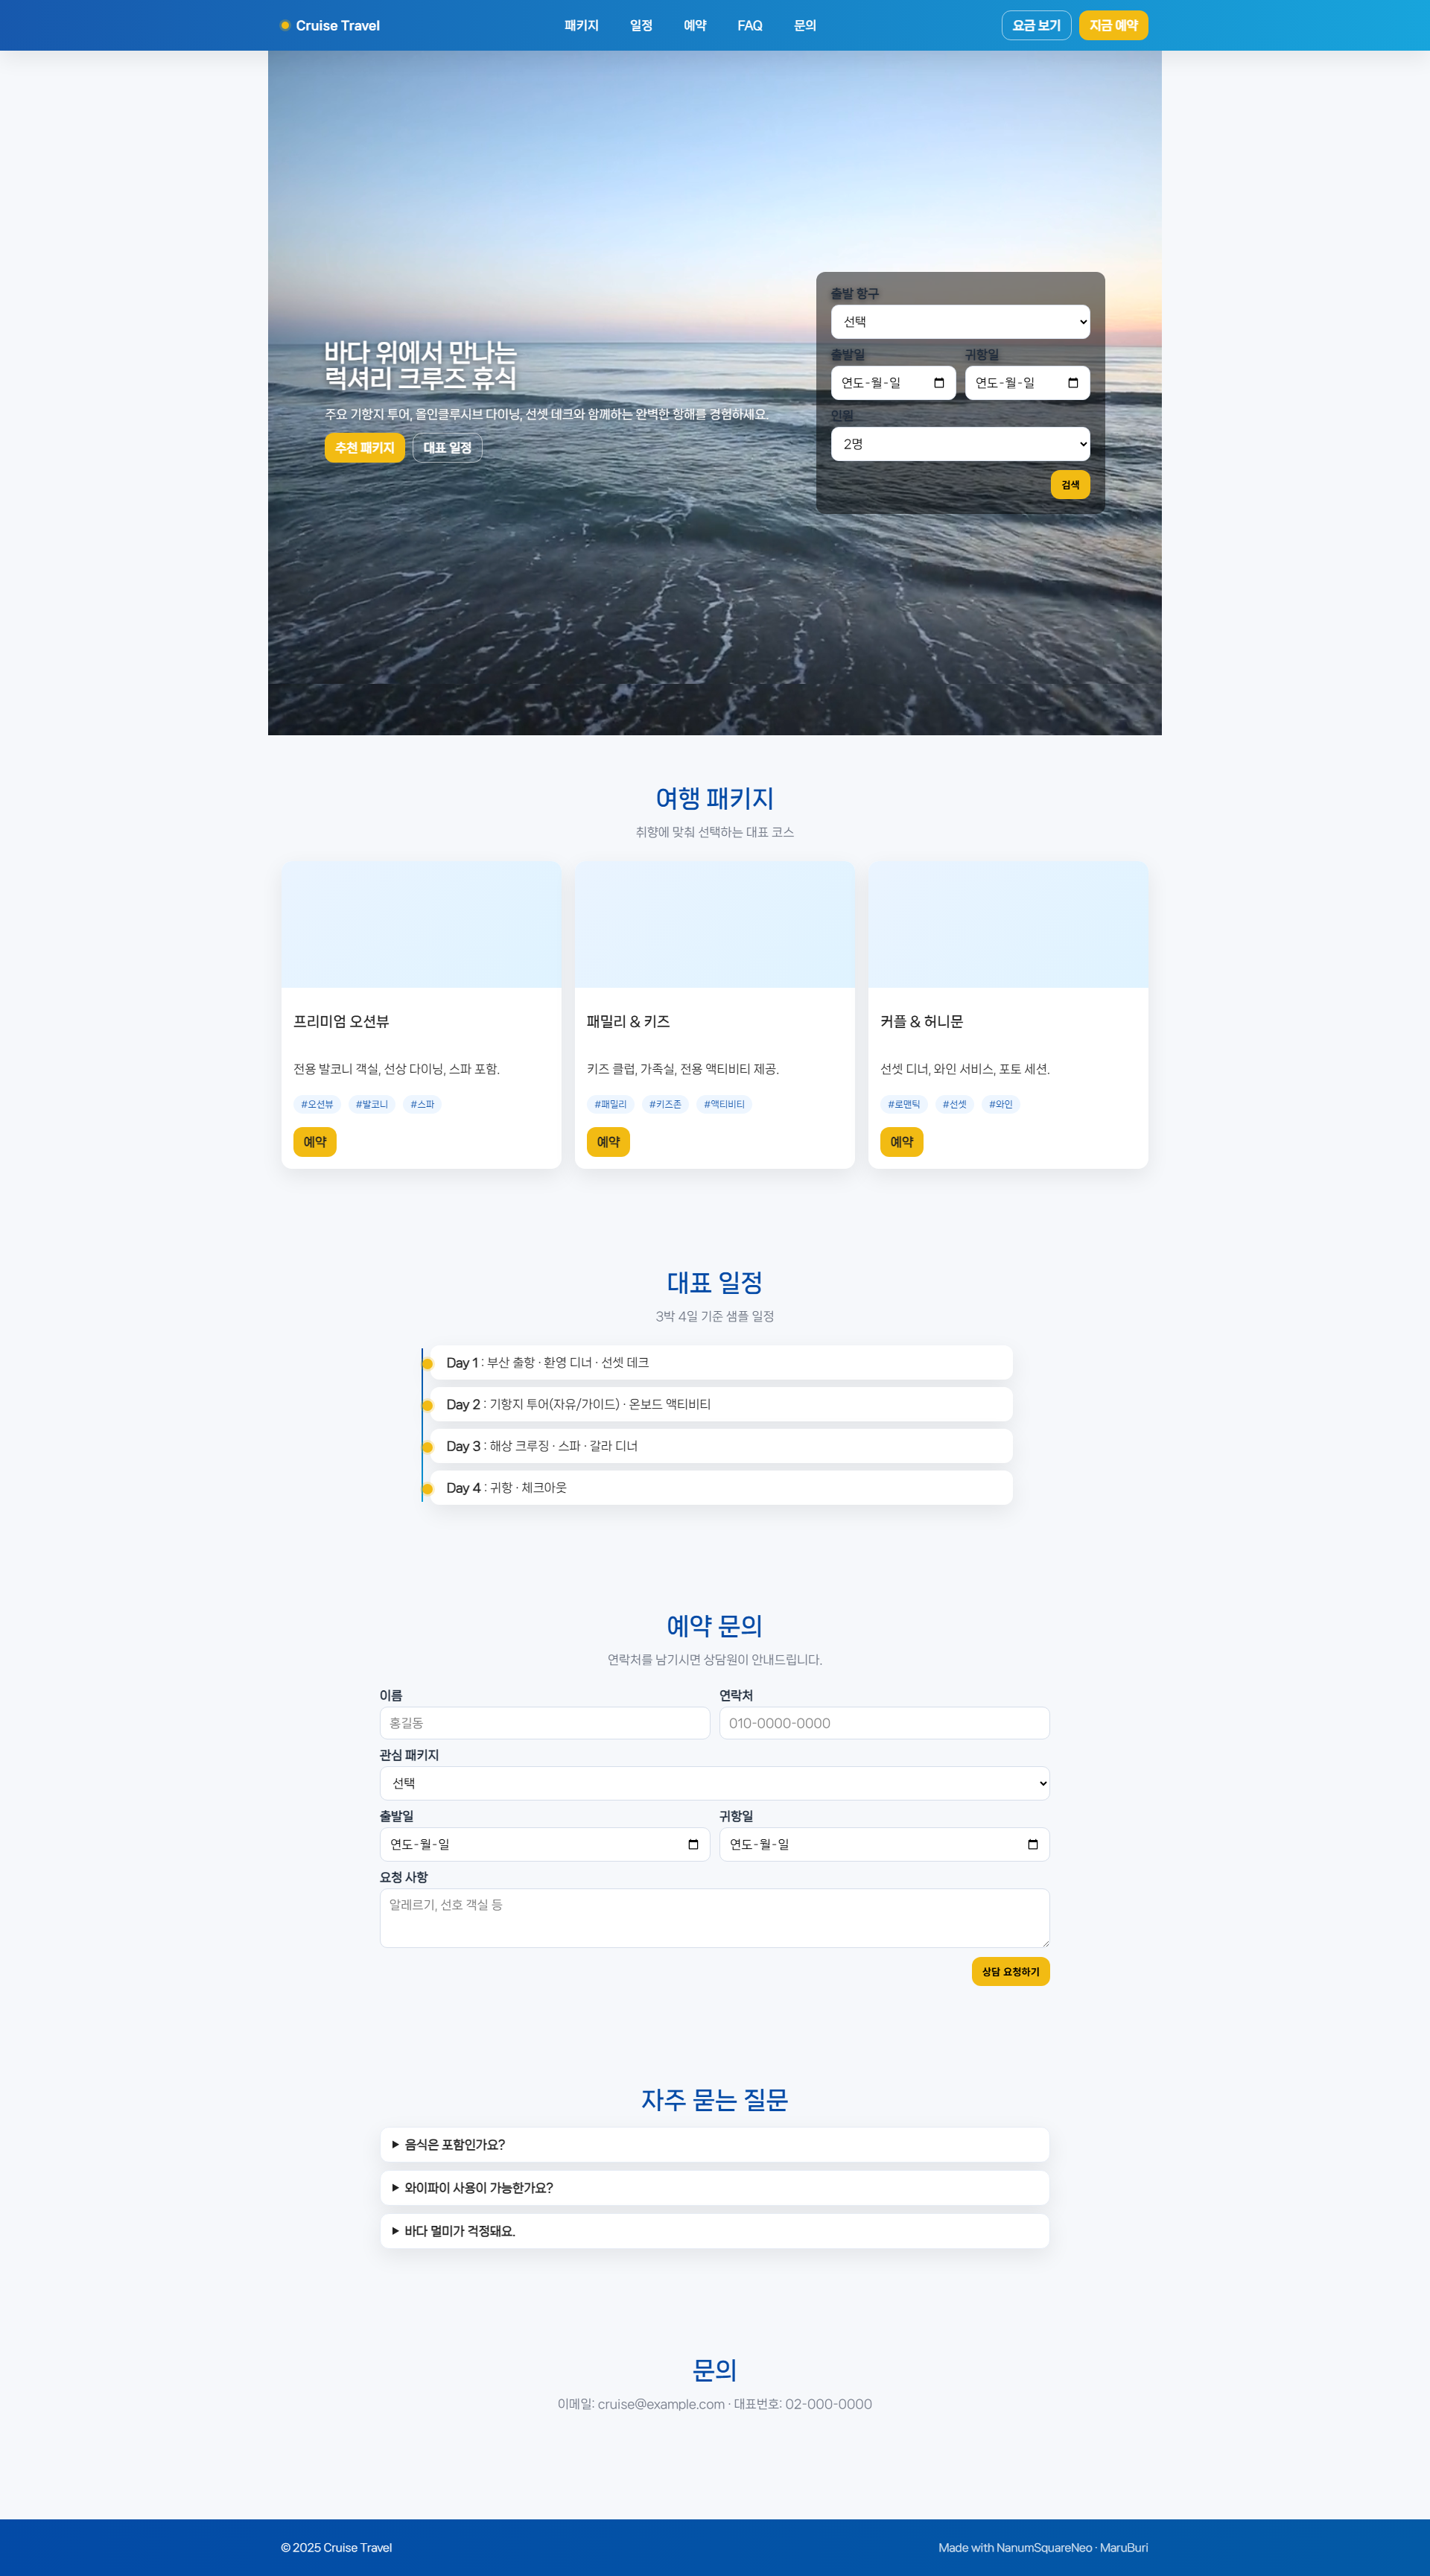 Cruise Travel
패키지 일정 예약 FAQ 문의
요금 보기 지금 예약
바다 위에서 만나는
럭셔리 크루즈 휴식
주요 기항지 투어, 올인클루시브 다이닝, 선셋 데크와 함께하는 완벽한 항해를 경험하세요.
추천 패키지 대표 일정
출발 항구
선택
출발일 귀항일
연도-월-일 연도-월-일
인원
2명
검색
여행 패키지
취향에 맞춰 선택하는 대표 코스
프리미엄 오션뷰
전용 발코니 객실, 선상 다이닝, 스파 포함.
#오션뷰 #발코니 #스파
예약
패밀리 & 키즈
키즈 클럽, 가족실, 전용 액티비티 제공.
#패밀리 #키즈존 #액티비티
예약
커플 & 허니문
선셋 디너, 와인 서비스, 포토 세션.
#로맨틱 #선셋 #와인
예약
대표 일정
3박 4일 기준 샘플 일정
Day 1 : 부산 출항 · 환영 디너 · 선셋 데크
Day 2 : 기항지 투어(자유/가이드) · 온보드 액티비티
Day 3 : 해상 크루징 · 스파 · 갈라 디너
Day 4 : 귀항 · 체크아웃
예약 문의
연락처를 남기시면 상담원이 안내드립니다.
이름 연락처
홍길동 010-0000-0000
관심 패키지
선택
출발일 귀항일
연도-월-일 연도-월-일
요청 사항
알레르기, 선호 객실 등
상담 요청하기
자주 묻는 질문
음식은 포함인가요?
와이파이 사용이 가능한가요?
바다 멀미가 걱정돼요.
문의
이메일: cruise@example.com · 대표번호: 02-000-0000
© 2025 Cruise Travel
Made with NanumSquareNeo · MaruBuri